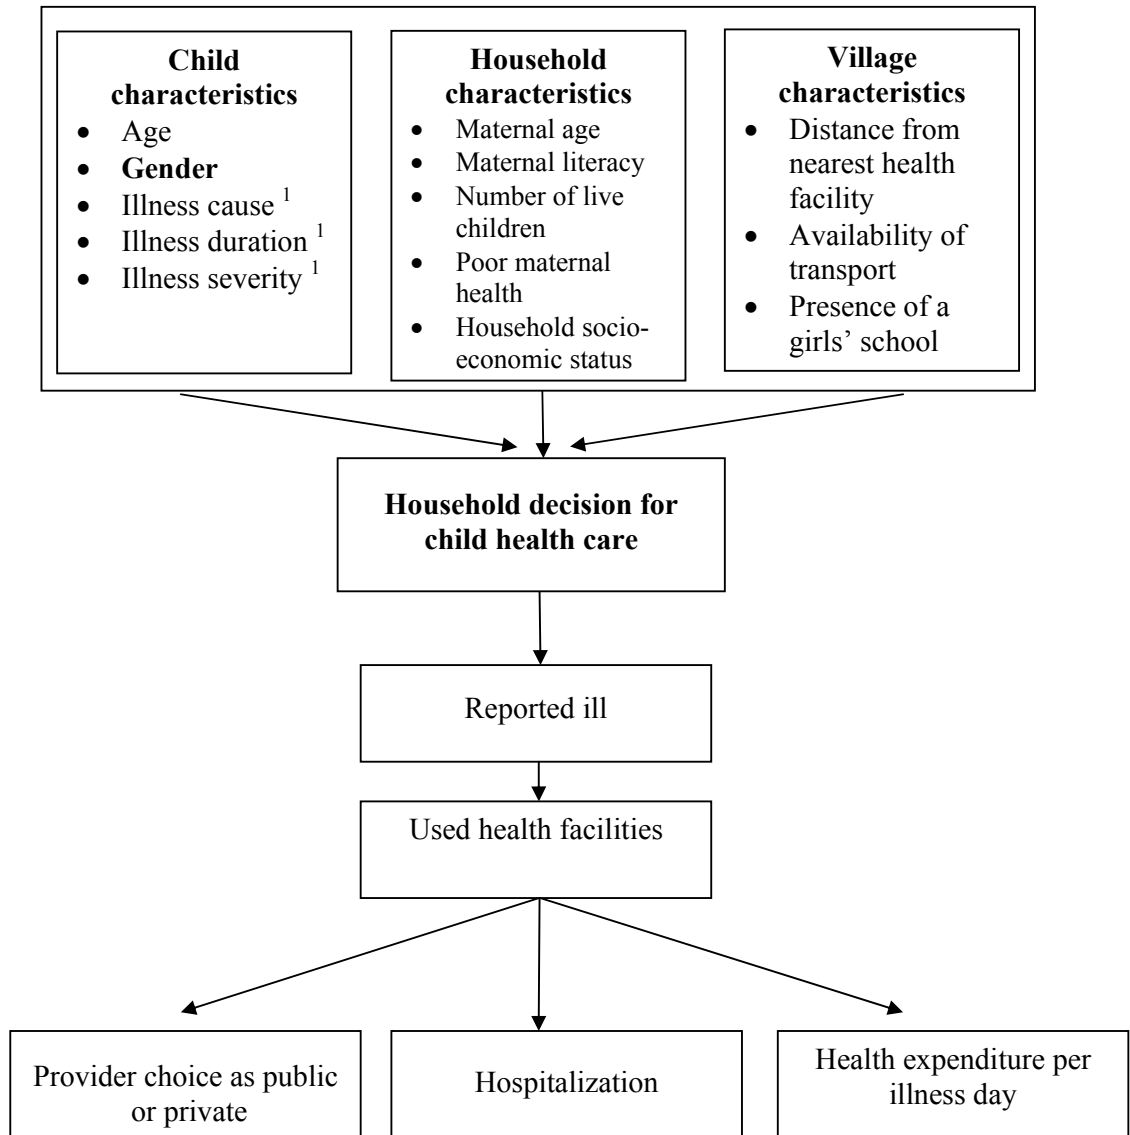 Child
characteristics
• Age
• Gender
• Illness cause 1
• Illness duration 1
• Illness severity 1
Household
characteristics
• Maternal age
• Maternal literacy
• Number of live
children
• Poor maternal
health
• Household socio-
economic status
Village
characteristics
• Distance from
nearest health
facility
• Availability of
transport
• Presence of a
girls’ school
Household decision for
child health care
Reported ill
Used health facilities
Provider choice as public
or private
Hospitalization
Health expenditure per
illness day